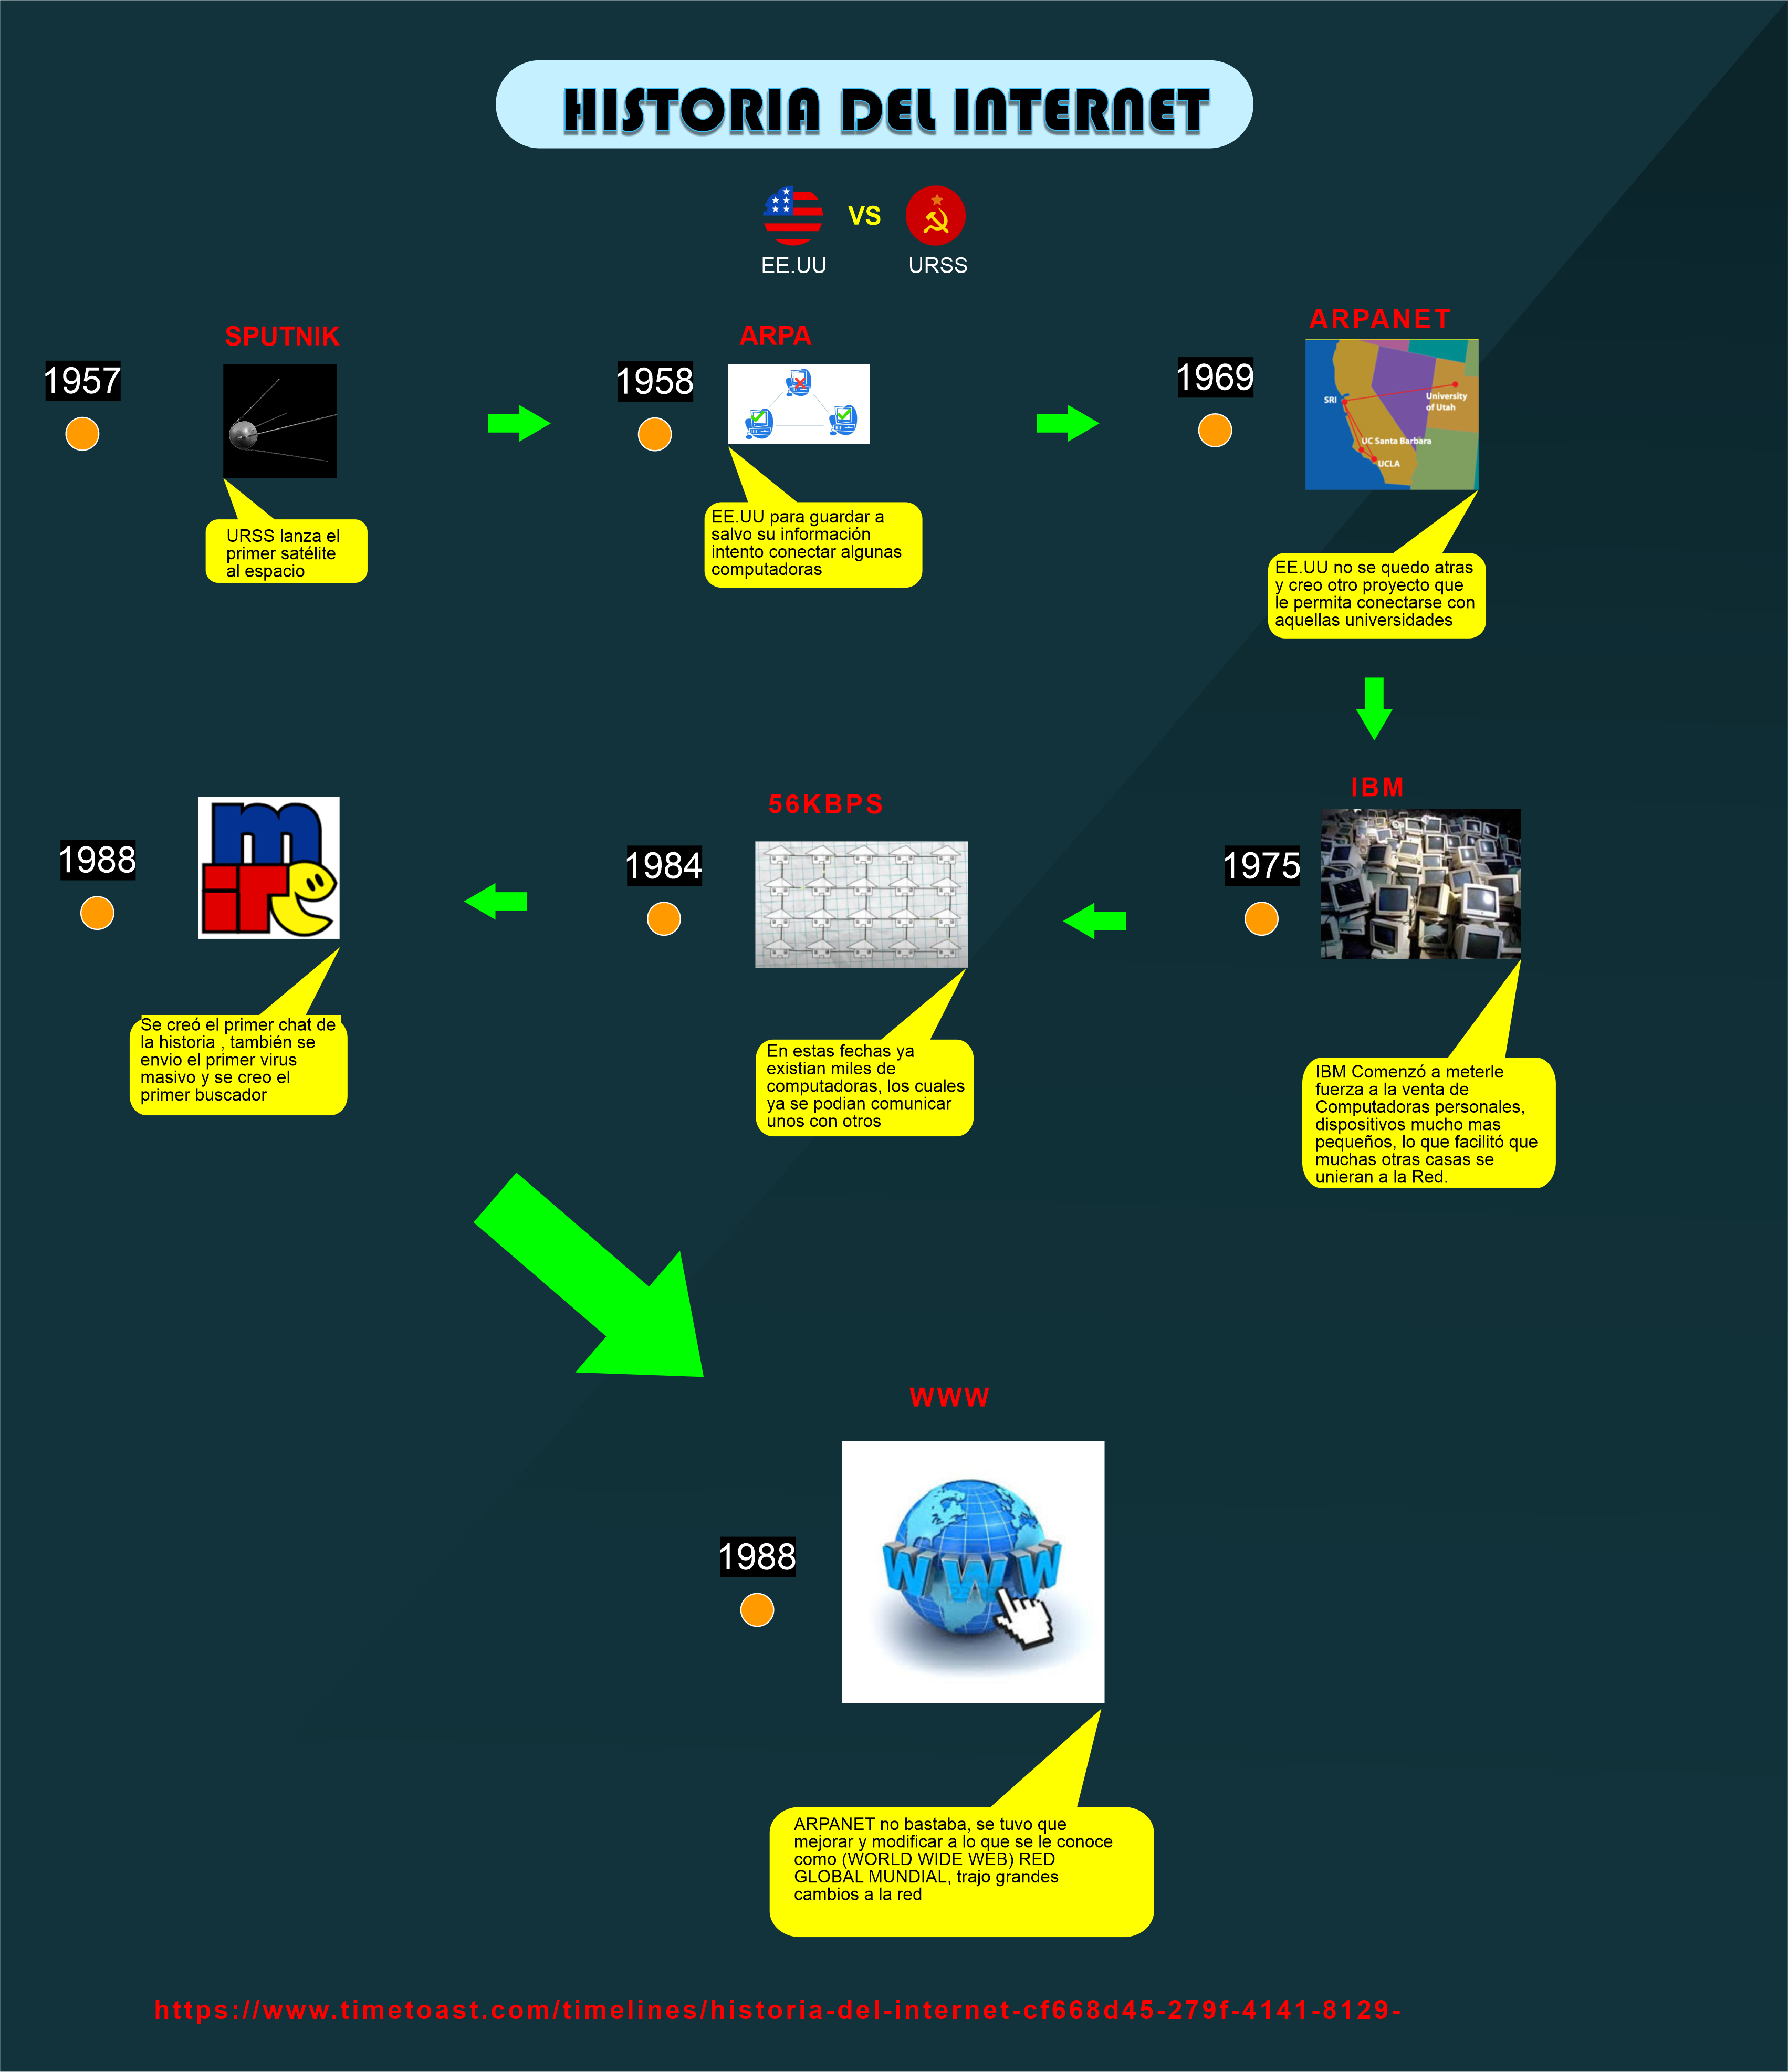 HISTORIA DEL INTERNET
VS
EE.UU
URSS
SPUTNIK
1957
URSS lanza el
primer satélite
al espacio
ARPA
1958
EE.UU para guardar a
salvo su información
intento conectar algunas
computadoras
ARPANET
1969
SRI
University
of Utah
UC Santa Barbara
UCLA
EE.UU no se quedo atras
y creo otro proyecto que
le permita conectarse con
aquellas universidades
IBM
1975
IBM Comenzó a meterle
fuerza a la venta de
Computadoras personales,
dispositivos mucho mas
pequeños, lo que facilitó que
muchas otras casas se
unieran a la Red.
56KBPS
1984
En estas fechas ya
existian miles de
computadoras, los cuales
ya se podian comunicar
unos con otros
1988
mirc
Se creó el primer chat de
la historia , también se
envio el primer virus
masivo y se creo el
primer buscador
WWW
1988
WWW
ARPANET no bastaba, se tuvo que
mejorar y modificar a lo que se le conoce
como (WORLD WIDE WEB) RED
GLOBAL MUNDIAL, trajo grandes
cambios a la red
https://www.timetoast.com/timelines/historia-del-internet-cf668d45-279f-4141-8129-